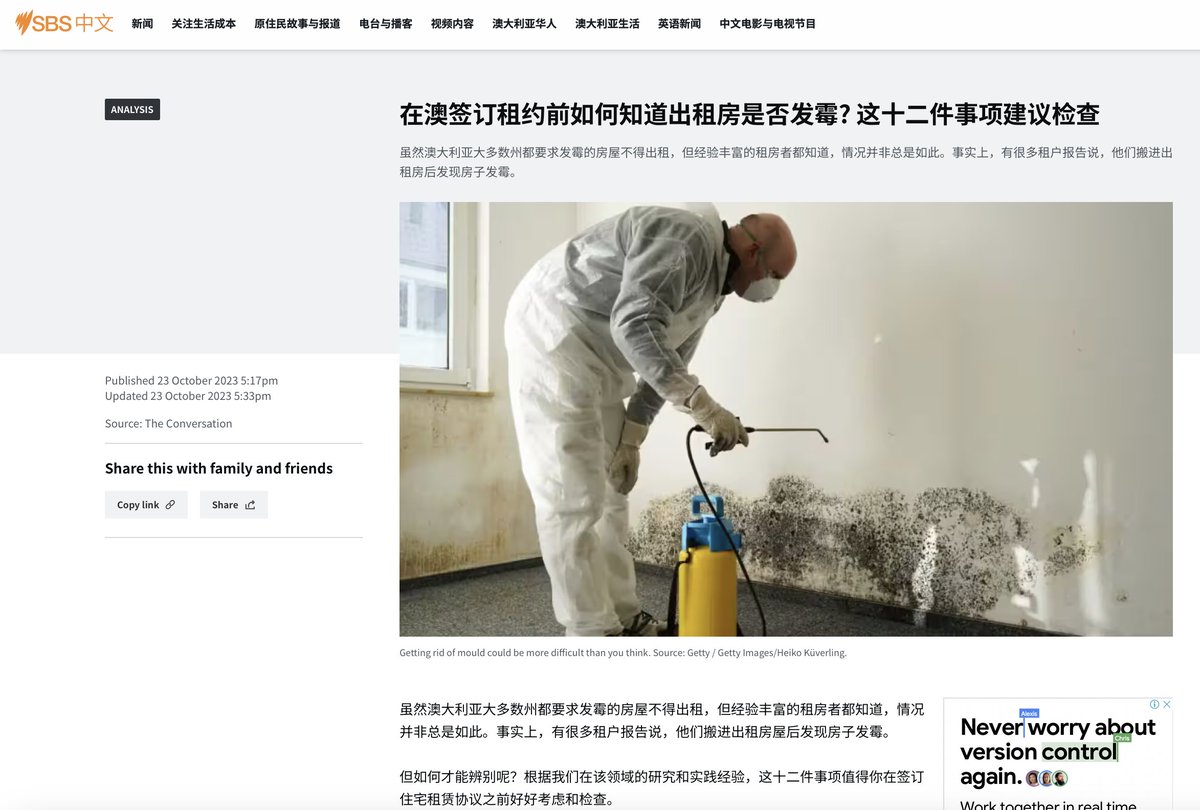 SBS中文
新闻 关注生活成本 原住民故事与报道 电台与播客 视频内容 澳大利亚华人 澳大利亚生活 英语新闻 中文电影与电视节目
ANALYSIS
在澳签订租约前如何知道出租房是否发霉? 这十二件事项建议检查
虽然澳大利亚大多数州都要求发霉的房屋不得出租，但经验丰富的租房者都知道，情况并非总是如此。事实上，有很多租户报告说，他们搬进出
租房后发现房子发霉。
Published 23 October 2023 5:17pm
Updated 23 October 2023 5:33pm
Source: The Conversation
Share this with family and friends
Copy link
Share
Getting rid of mould could be more difficult than you think. Source: Getty / Getty Images/Heiko Küverling.
虽然澳大利亚大多数州都要求发霉的房屋不得出租，但经验丰富的租房者都知道，情况
并非总是如此。事实上，有很多租户报告说，他们搬进出租房屋后发现房子发霉。
但如何才能辨别呢？根据我们在该领域的研究和实践经验，这十二件事项值得你在签订
住宅租赁协议之前好好考虑和检查。
Alexis
Never worry about
Chris
version control
again.
Work together in real time